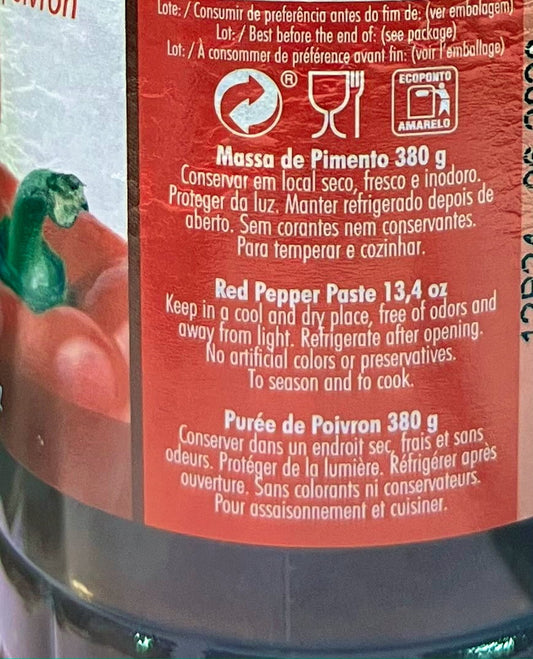 Lote: / Consumir de preferência antes do fim de: (ver embalagem)
Lot: / Best before the end of: (see package)
Lot: / À consommer de préférence avant fin: (voir l'emballage)
®
ECOPONTO
AMARELO
Massa de Pimento 380 g
Conservar em local seco, fresco e inodoro.
Proteger da luz. Manter refrigerado depois de
aberto. Sem corantes nem conservantes.
Para temperar e cozinhar.
Red Pepper Paste 13,4 oz
Keep in a cool and dry place, free of odors and
away from light. Refrigerate after opening.
No artificial colors or preservatives.
To season and to cook.
Purée de Poivron 380 g
Conserver dans un endroit sec, frais et sans
odeurs. Protéger de la lumière. Réfrigérer après
ouverture. Sans colorants ni conservateurs.
Pour assaisonnement et cuisiner.